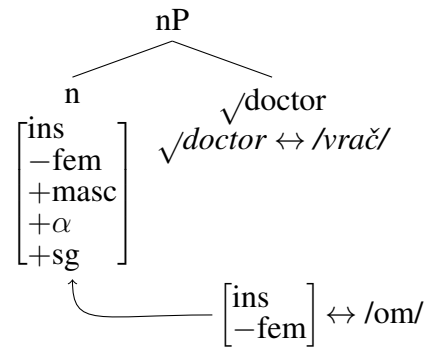 nP
n √doctor
[ins √doctor ↔ /vrač/
−fem
+masc
+α
+sg]
[ins
−fem] ↔ /om/